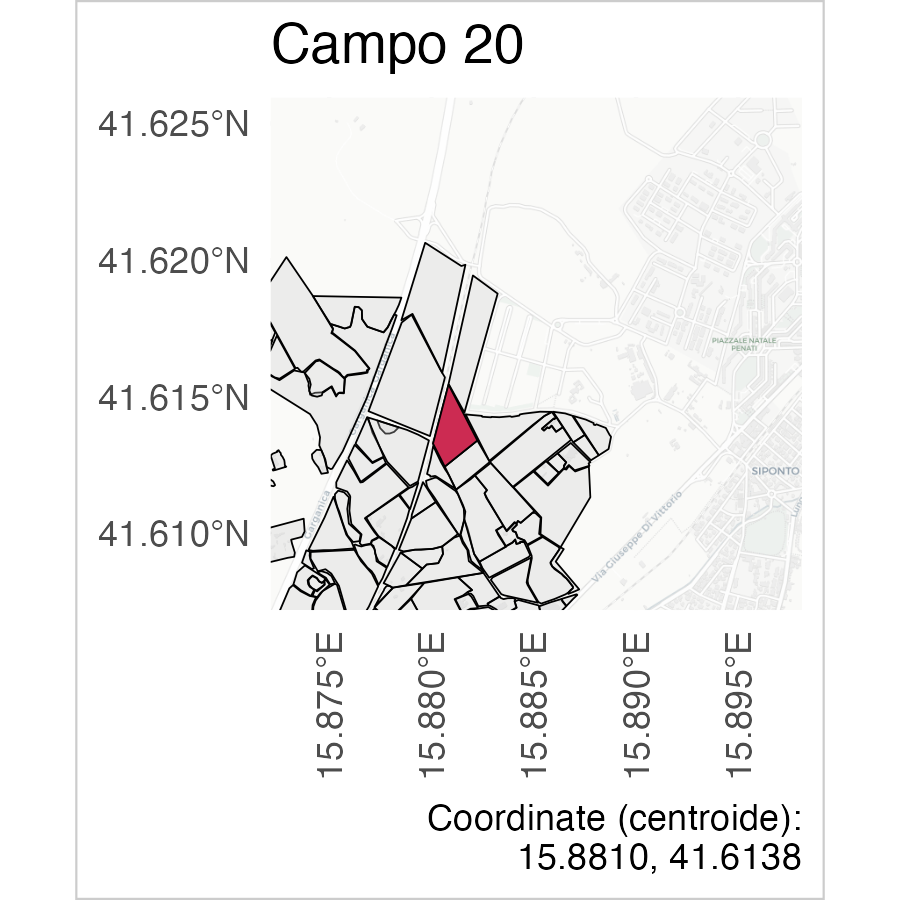 Campo 20
41.625°N
41.620°N
41.615°N
41.610°N
PIAZZALE NATALE
PENATI
SIPONTO
Via Giuseppe Di Vittorio
Garganica
15.875°E
15.880°E
15.885°E
15.890°E
15.895°E
Coordinate (centroide):
15.8810, 41.6138